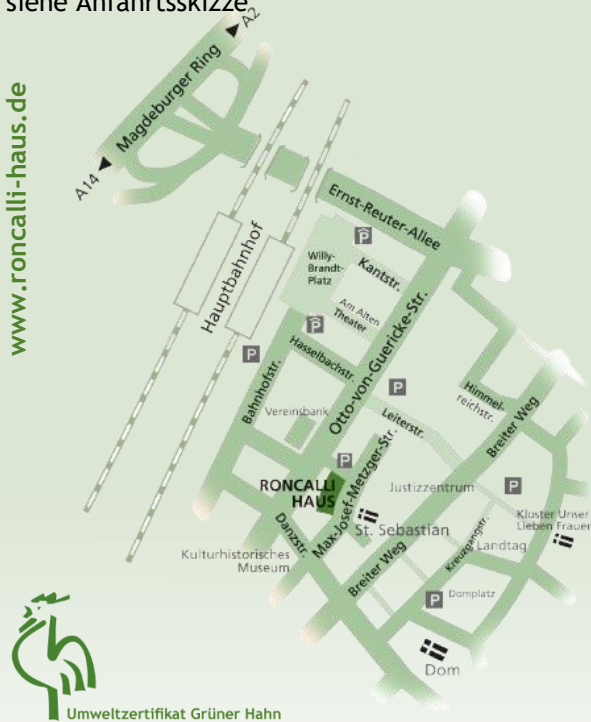 siehe Anfahrtsskizze
A2
Magdeburger Ring
A14
www.roncalli-haus.de
Hauptbahnhof
Ernst-Reuter-Allee
P
Willy-
Brandt-
Platz
Kantstr.
Am Alten
Theater
P
Hasselbachstr.
P
Bahnhofstr.
Otto-von-Guericke-Str.
P
Himmel-
reichstr.
Vereinsbank
Leiterstr.
Breiter Weg
P
RONCALLI
HAUS
Max-Josef-Metzger-Str.
Justizzentrum
P
Danzstr.
St. Sebastian
Kloster Unser
Lieben Frauen
Kreuzgangstr.
Landtag
Kulturhistorisches
Museum
Breiter Weg
P
Domplatz
Dom
Umweltzertifikat Grüner Hahn